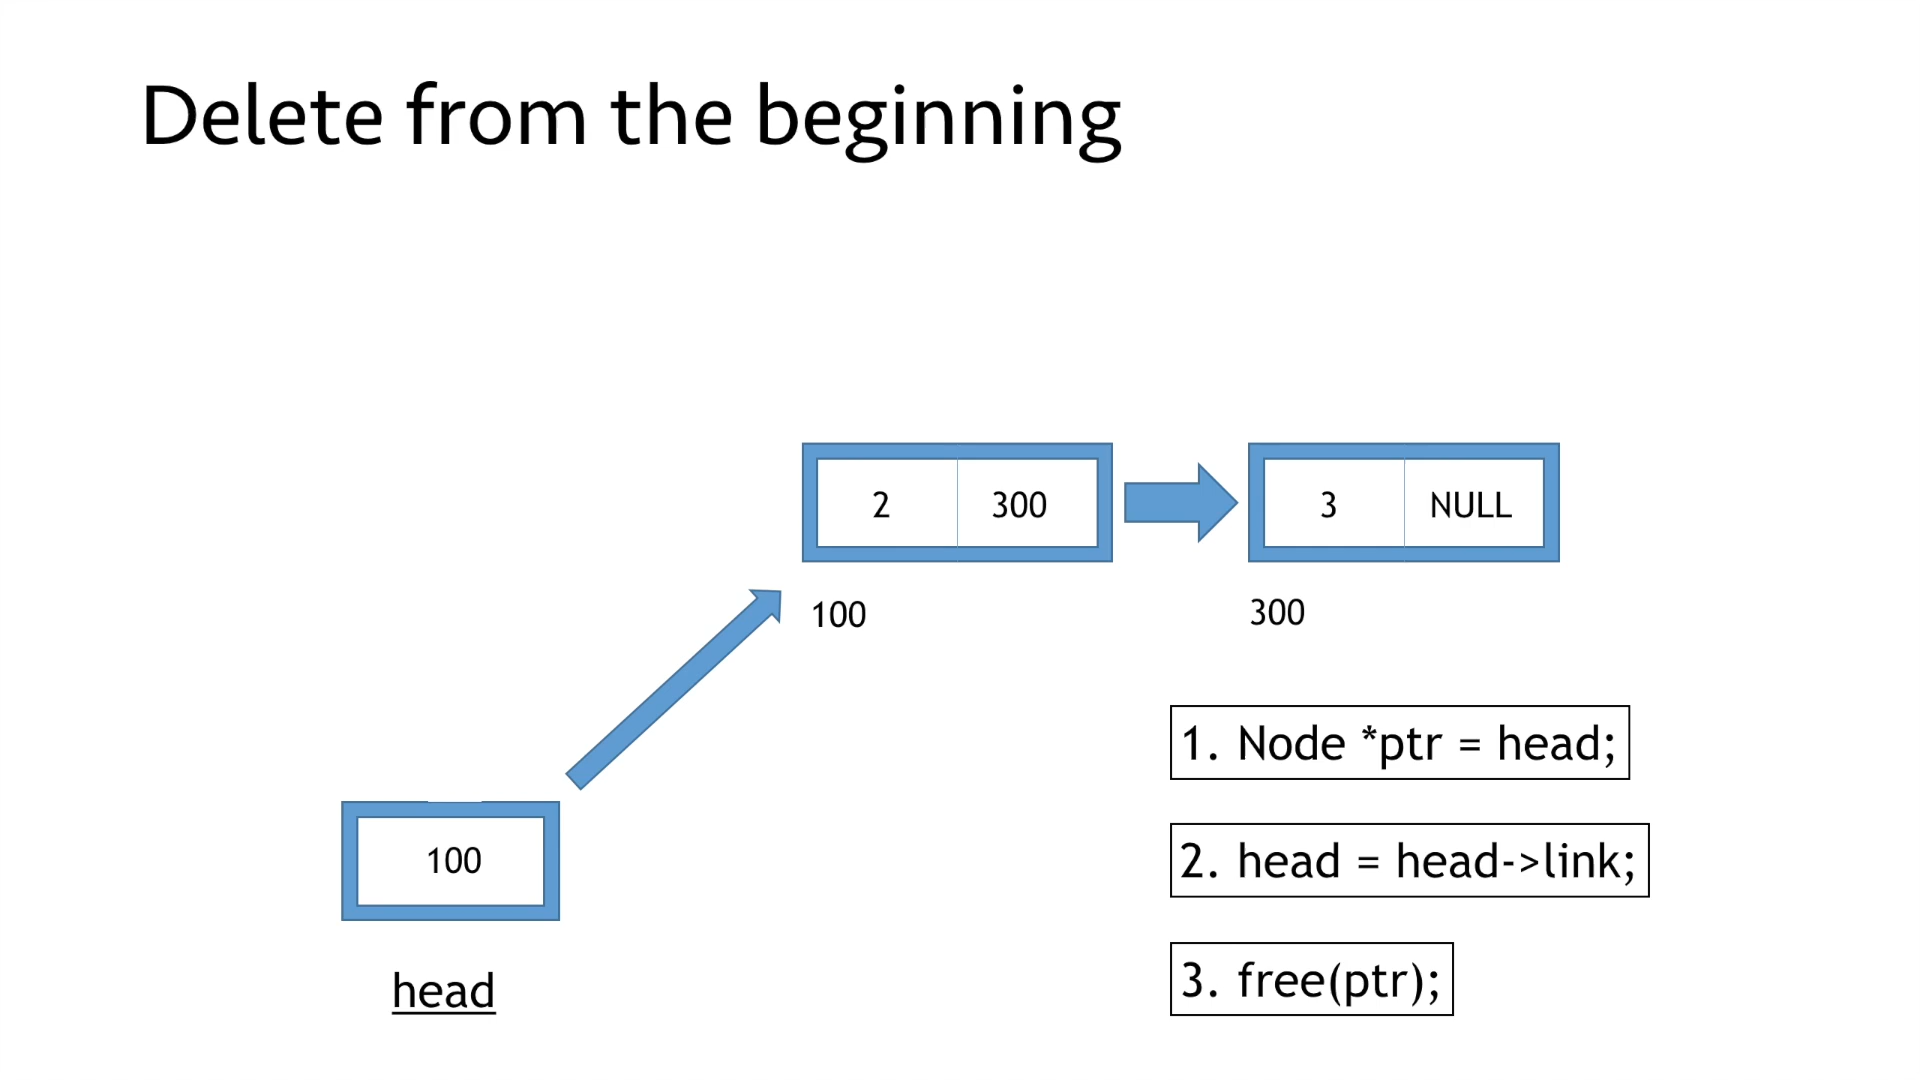 Delete from the beginning
2 300
3 NULL
100
300
1. Node *ptr = head;
2. head = head->link;
3. free(ptr);
100
head